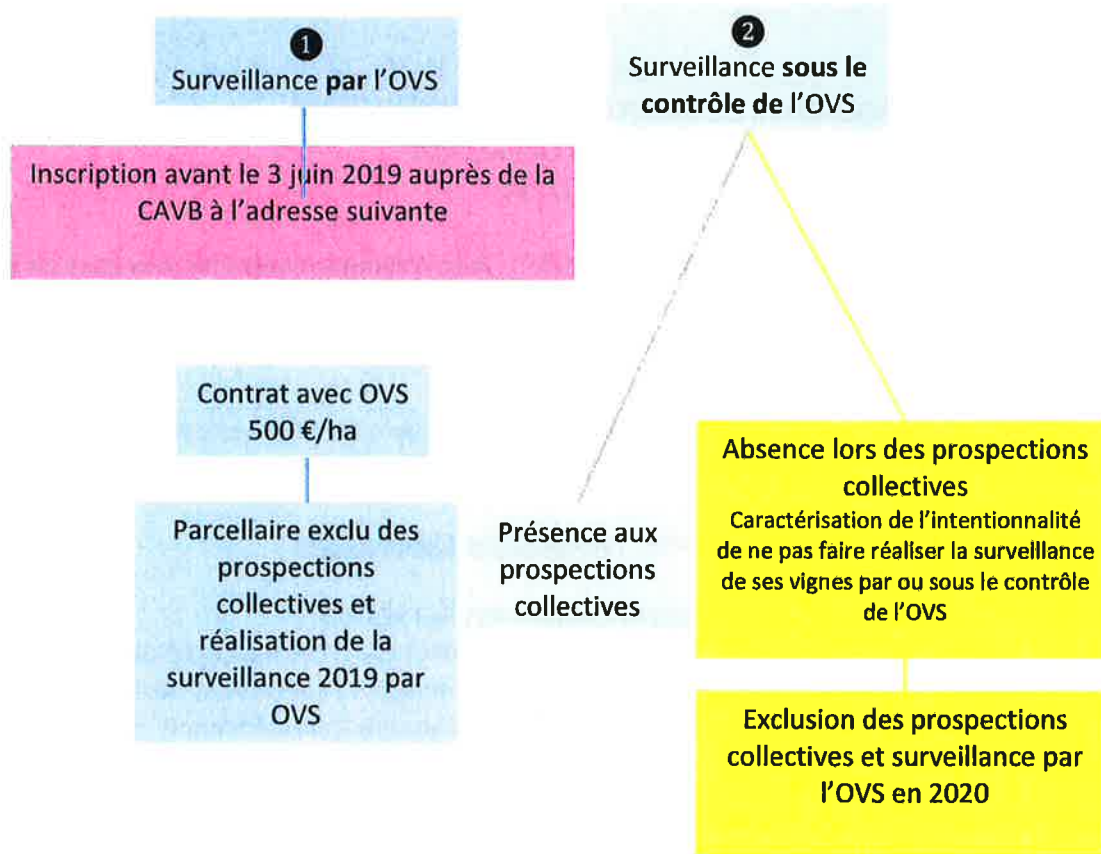 1
Surveillance par l'OVS
Inscription avant le 3 juin 2019 auprès de la
CAVB à l'adresse suivante
Contrat avec OVS
500 €/ha
Parcellaire exclu des
prospections
collectives et
réalisation de la
surveillance 2019 par
OVS
2
Surveillance sous le
contrôle de l'OVS
Présence aux
prospections
collectives
Absence lors des prospections
collectives
Caractérisation de l'intentionnalité
de ne pas faire réaliser la surveillance
de ses vignes par ou sous le contrôle
de l'OVS
Exclusion des prospections
collectives et surveillance par
l'OVS en 2020